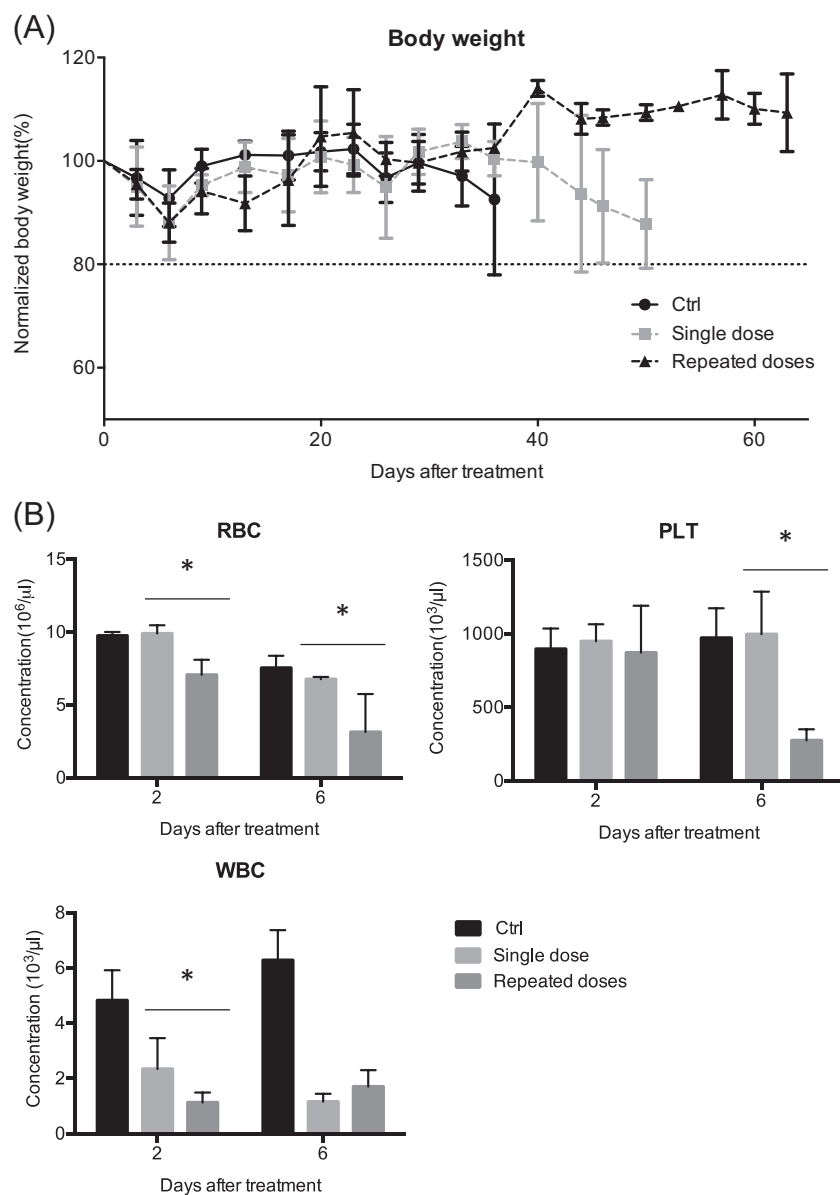 (A)
Body weight
Normalized body weight(%)
120
100
80
60
0
20
40
60
Days after treatment
Ctrl
Single dose
Repeated doses
(B)
RBC
Concentration(10⁶/μl)
15
10
5
0
*
*
2
6
Days after treatment
PLT
Concentration(10³/μl)
1500
1000
500
0
*
2
6
Days after treatment
WBC
Concentration (10³/μl)
8
6
4
2
0
*
2
6
Days after treatment
Ctrl
Single dose
Repeated doses